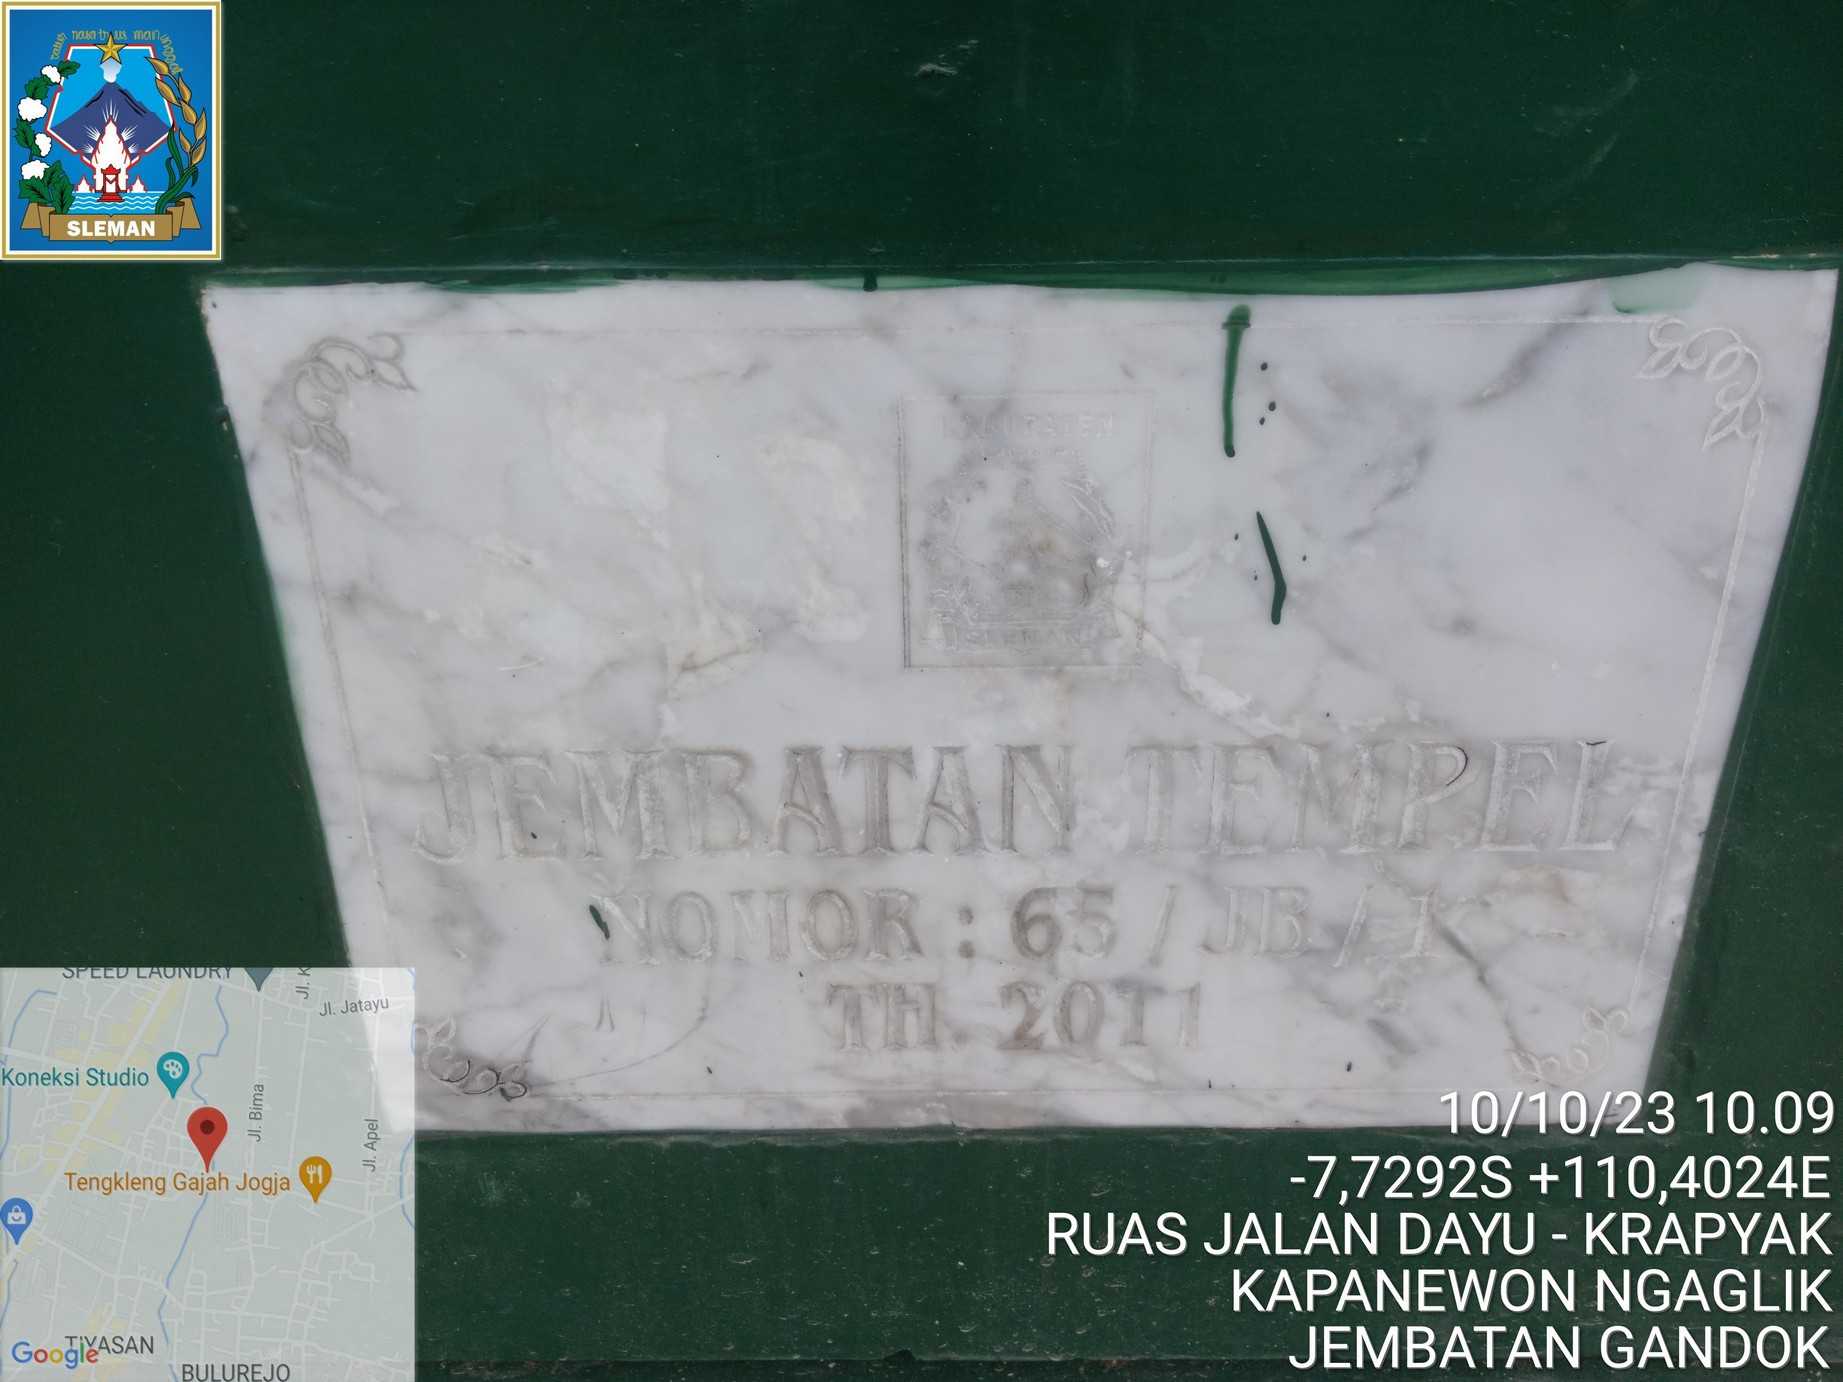 SLEMAN
KABUPATEN
SLEMAN
JEMBATAN TEMPEL
NOMOR : 65 / JB / 1
TH. 2011
SPEED LAUNDRY
Jl. K
Jl. Jatayu
Koneksi Studio
Jl. Bima
Jl. Apel
Tengkleng Gajah Jogja
TIYASAN
Google
BULUREJO
10/10/23 10.09
-7,7292S +110,4024E
RUAS JALAN DAYU - KRAPYAK
KAPANEWON NGAGLIK
JEMBATAN GANDOK